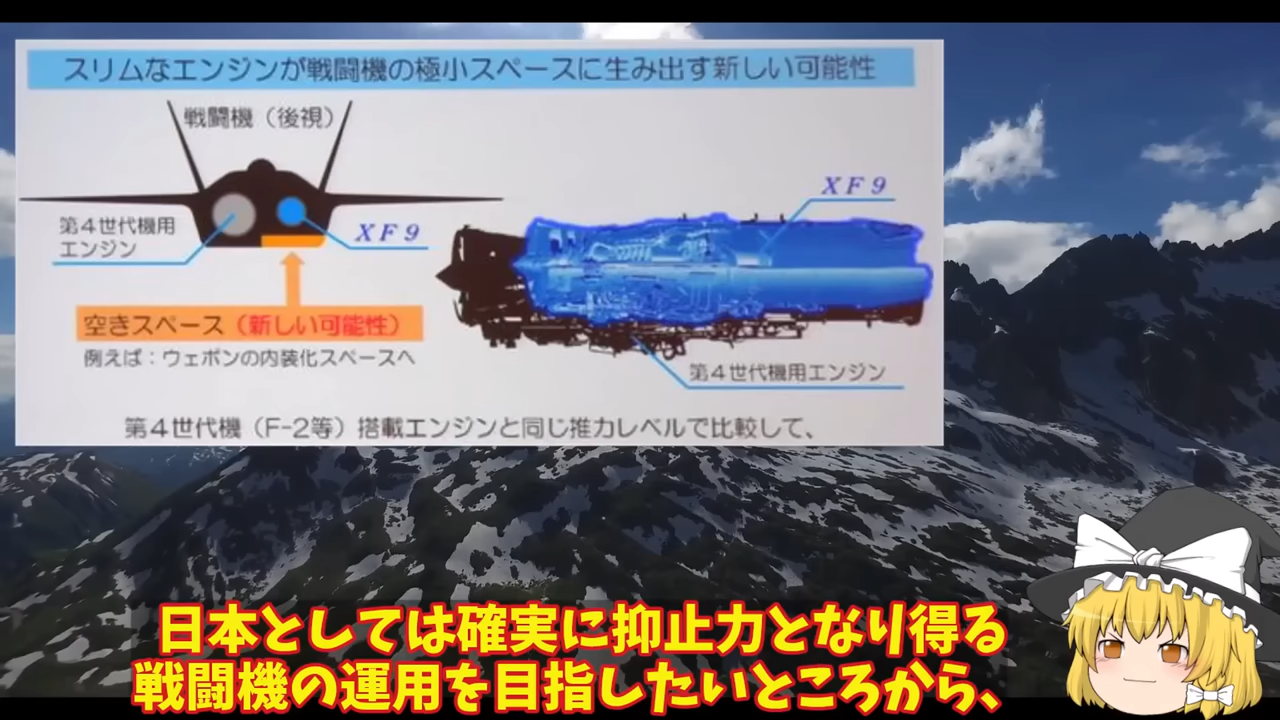 スリムなエンジンが戦闘機の極小スペースに生み出す新しい可能性
戦闘機（後視）
第４世代機用
エンジン
XF9
空きスペース（新しい可能性）
例えば：ウェポンの内装化スペースへ
XF9
第４世代機用エンジン
第４世代機（F-2等）搭載エンジンと同じ推力レベルで比較して、
日本としては確実に抑止力となり得る
戦闘機の運用を目指したいところから、